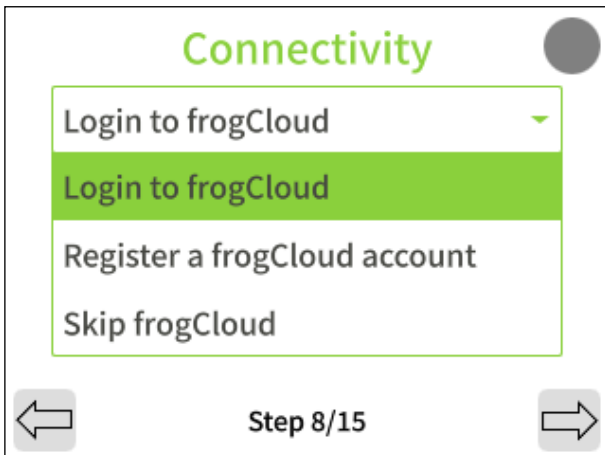 Connectivity
Login to frogCloud
Login to frogCloud
Register a frogCloud account
Skip frogCloud
Step 8/15